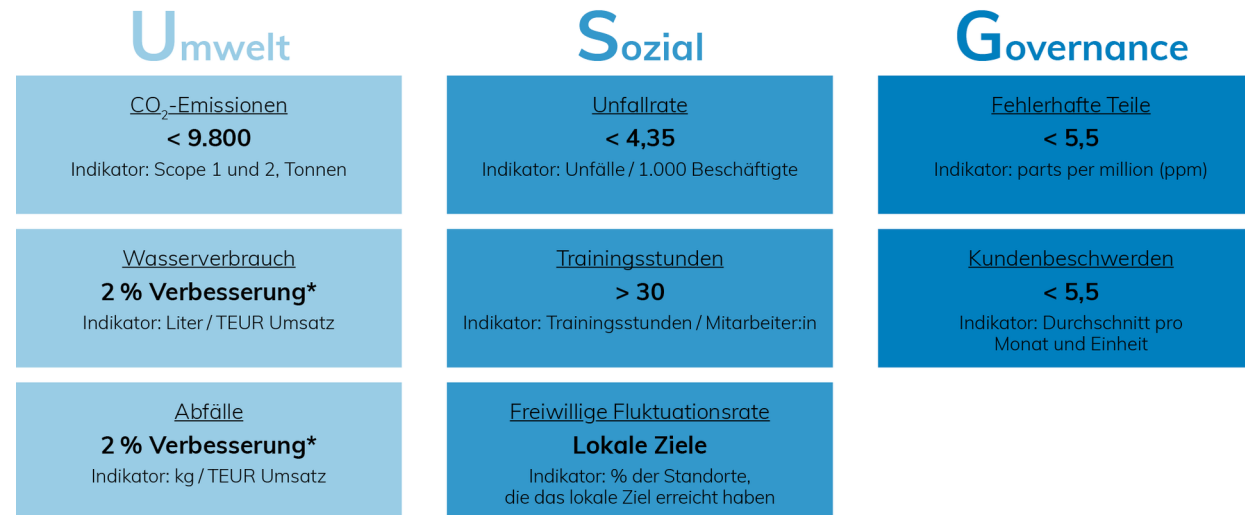 Umwelt
CO₂-Emissionen
< 9.800
Indikator: Scope 1 und 2, Tonnen
Wasserverbrauch
2 % Verbesserung*
Indikator: Liter / TEUR Umsatz
Abfälle
2 % Verbesserung*
Indikator: kg / TEUR Umsatz
Sozial
Unfallrate
< 4,35
Indikator: Unfälle / 1.000 Beschäftigte
Trainingsstunden
> 30
Indikator: Trainingsstunden / Mitarbeiter:in
Freiwillige Fluktuationsrate
Lokale Ziele
Indikator: % der Standorte,
die das lokale Ziel erreicht haben
Governance
Fehlerhafte Teile
< 5,5
Indikator: parts per million (ppm)
Kundenbeschwerden
< 5,5
Indikator: Durchschnitt pro
Monat und Einheit